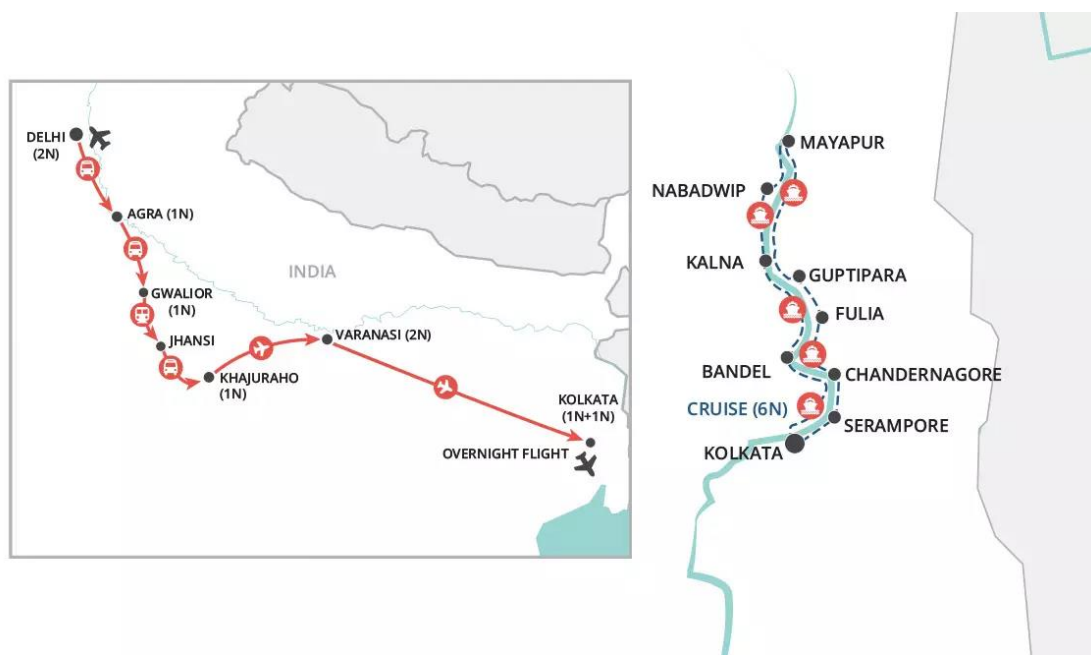 DELHI
(2N)
AGRA (1N)
INDIA
GWALIOR
(1N)
JHANSI
VARANASI (2N)
KHAJURAHO
(1N)
KOLKATA
(1N+1N)
OVERNIGHT FLIGHT
MAYAPUR
NABADWIP
KALNA
GUPTIPARA
FULIA
BANDEL
CHANDERNAGORE
CRUISE (6N)
SERAMPORE
KOLKATA